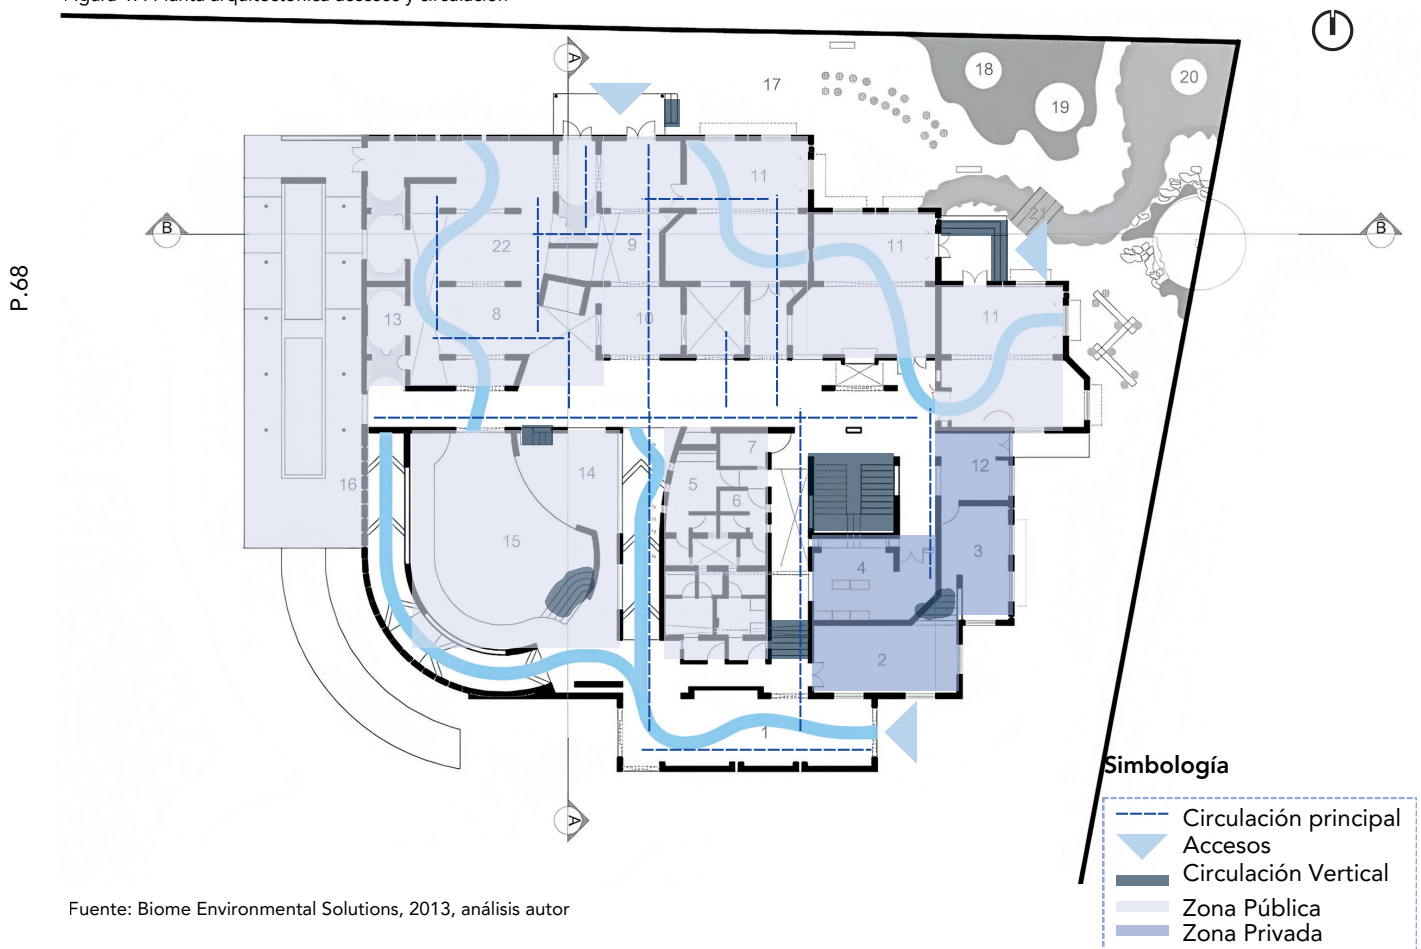 A
18
20
17
19
11
21
B
B
22
9
11
8
10
11
13
P.68
7
14
12
5
6
16
15
3
4
2
1
A
Simbología
Circulación principal
Accesos
Circulación Vertical
Zona Pública
Zona Privada
Fuente: Biome Environmental Solutions, 2013, análisis autor